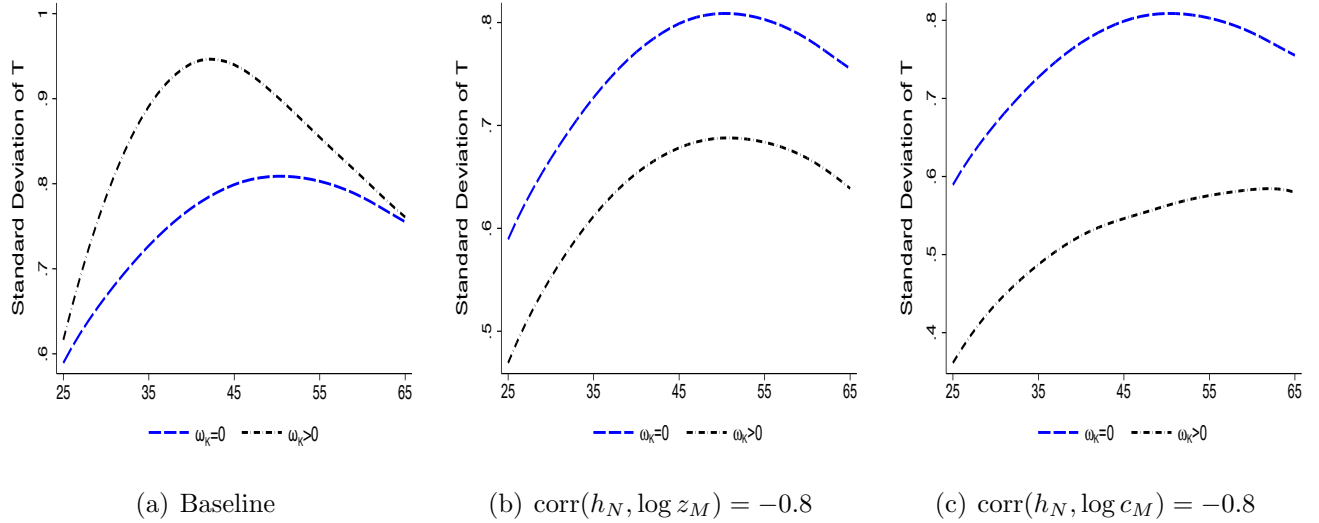 Standard Deviation of T
1
.9
.8
.7
.6
25 35 45 55 65
ω_K=0 ω_K>0
(a) Baseline
Standard Deviation of T
.8
.7
.6
.5
25 35 45 55 65
ω_K=0 ω_K>0
(b) corr(h_N, log z_M) = −0.8
Standard Deviation of T
.8
.7
.6
.5
.4
25 35 45 55 65
ω_K=0 ω_K>0
(c) corr(h_N, log c_M) = −0.8